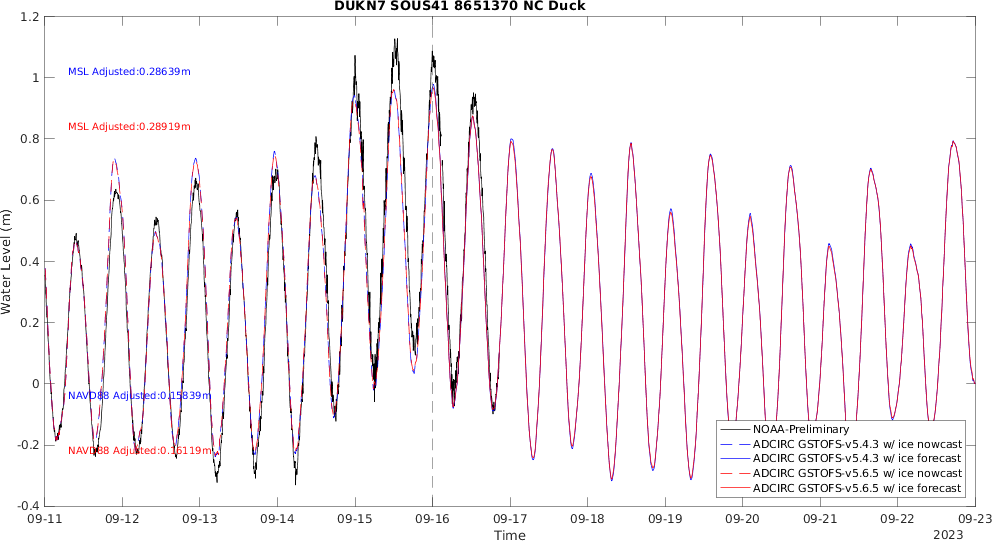 DUKN7 SOUS41 8651370 NC Duck
1.2
1
0.8
0.6
0.4
0.2
0
-0.2
-0.4
Water Level (m)
MSL Adjusted:0.28639m
MSL Adjusted:0.28919m
NAVD88 Adjusted:0.15839m
NAVD88 Adjusted:0.16119m
NOAA-Preliminary
ADCIRC GSTOFS-v5.4.3 w/ ice nowcast
ADCIRC GSTOFS-v5.4.3 w/ ice forecast
ADCIRC GSTOFS-v5.6.5 w/ ice nowcast
ADCIRC GSTOFS-v5.6.5 w/ ice forecast
09-11 09-12 09-13 09-14 09-15 09-16 09-17 09-18 09-19 09-20 09-21 09-22 09-23
Time
2023